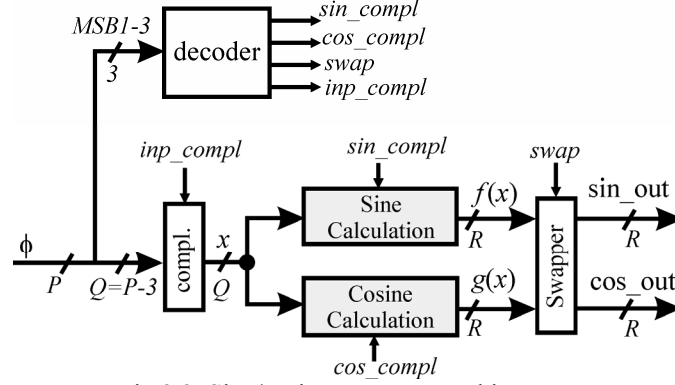 MSB1-3
3
decoder
sin_compl
cos_compl
swap
inp_compl
inp_compl
sin_compl
swap
ϕ
P
Q=P-3
compl.
x
Q
Sine
Calculation
f(x)
R
Cosine
Calculation
g(x)
R
cos_compl
Swapper
sin_out
R
cos_out
R